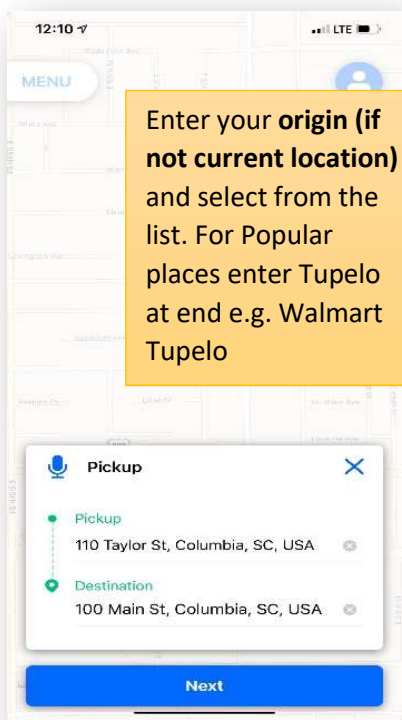 12:10
LTE
MENU
Enter your origin (if
not current location)
and select from the
list. For Popular
places enter Tupelo
at end e.g. Walmart
Tupelo
Pickup
Pickup
110 Taylor St, Columbia, SC, USA
Destination
100 Main St, Columbia, SC, USA
Next